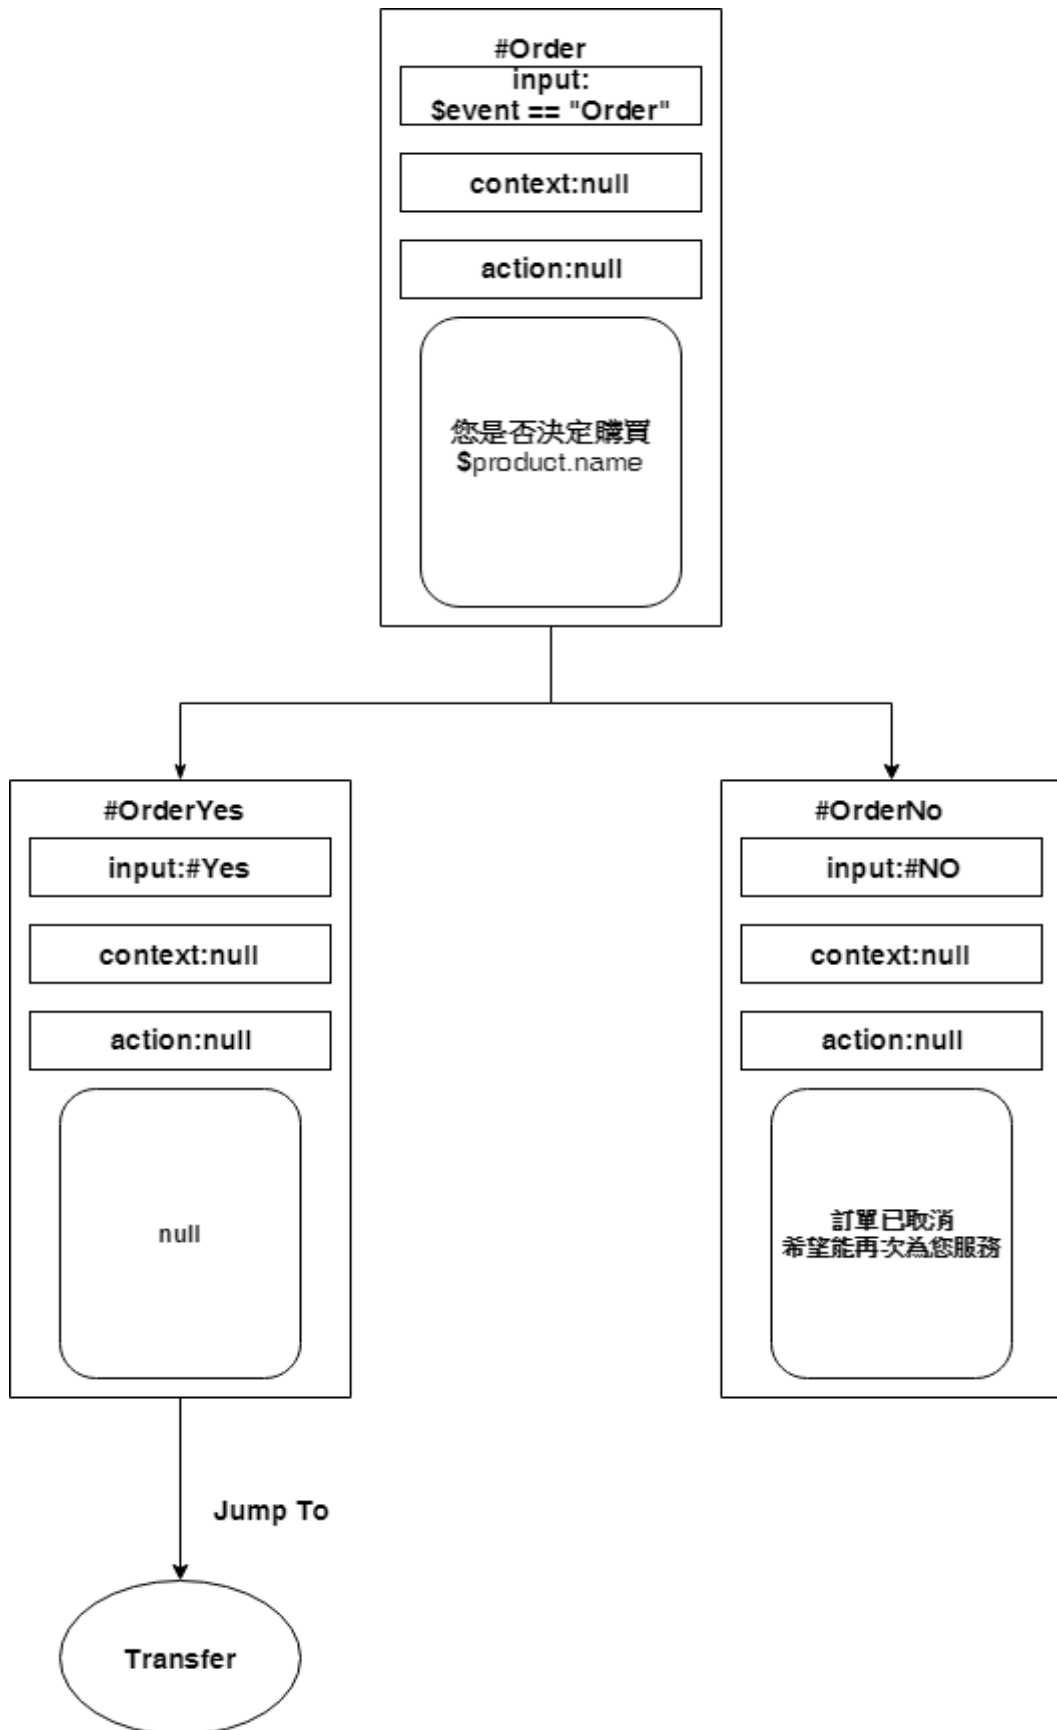 #Order
input:
$event == "Order"
context:null
action:null
您是否決定購買
$product.name
#OrderYes
input:#Yes
context:null
action:null
null
#OrderNo
input:#NO
context:null
action:null
訂單已取消
希望能再次為您服務
Jump To
Transfer